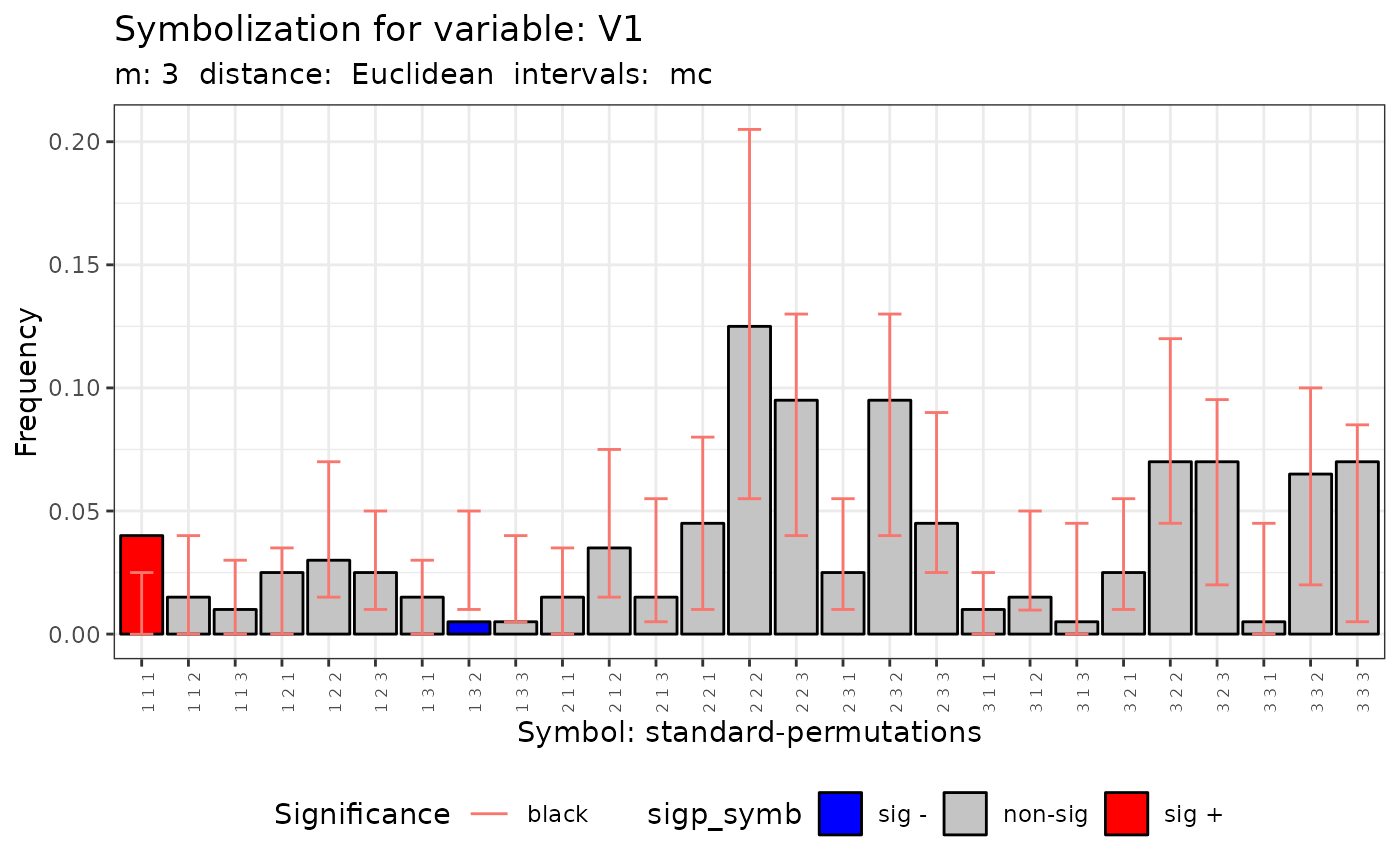 Symbolization for variable: V1
m: 3 distance: Euclidean intervals: mc
Frequency
0.20
0.15
0.10
0.05
0.00
1 1 1
1 1 2
1 1 3
1 2 1
1 2 2
1 2 3
1 3 1
1 3 2
1 3 3
2 1 1
2 1 2
2 1 3
2 2 1
2 2 2
2 2 3
2 3 1
2 3 2
2 3 3
3 1 1
3 1 2
3 1 3
3 2 1
3 2 2
3 2 3
3 3 1
3 3 2
3 3 3
Symbol: standard-permutations
Significance black sigp_symb sig - non-sig sig +